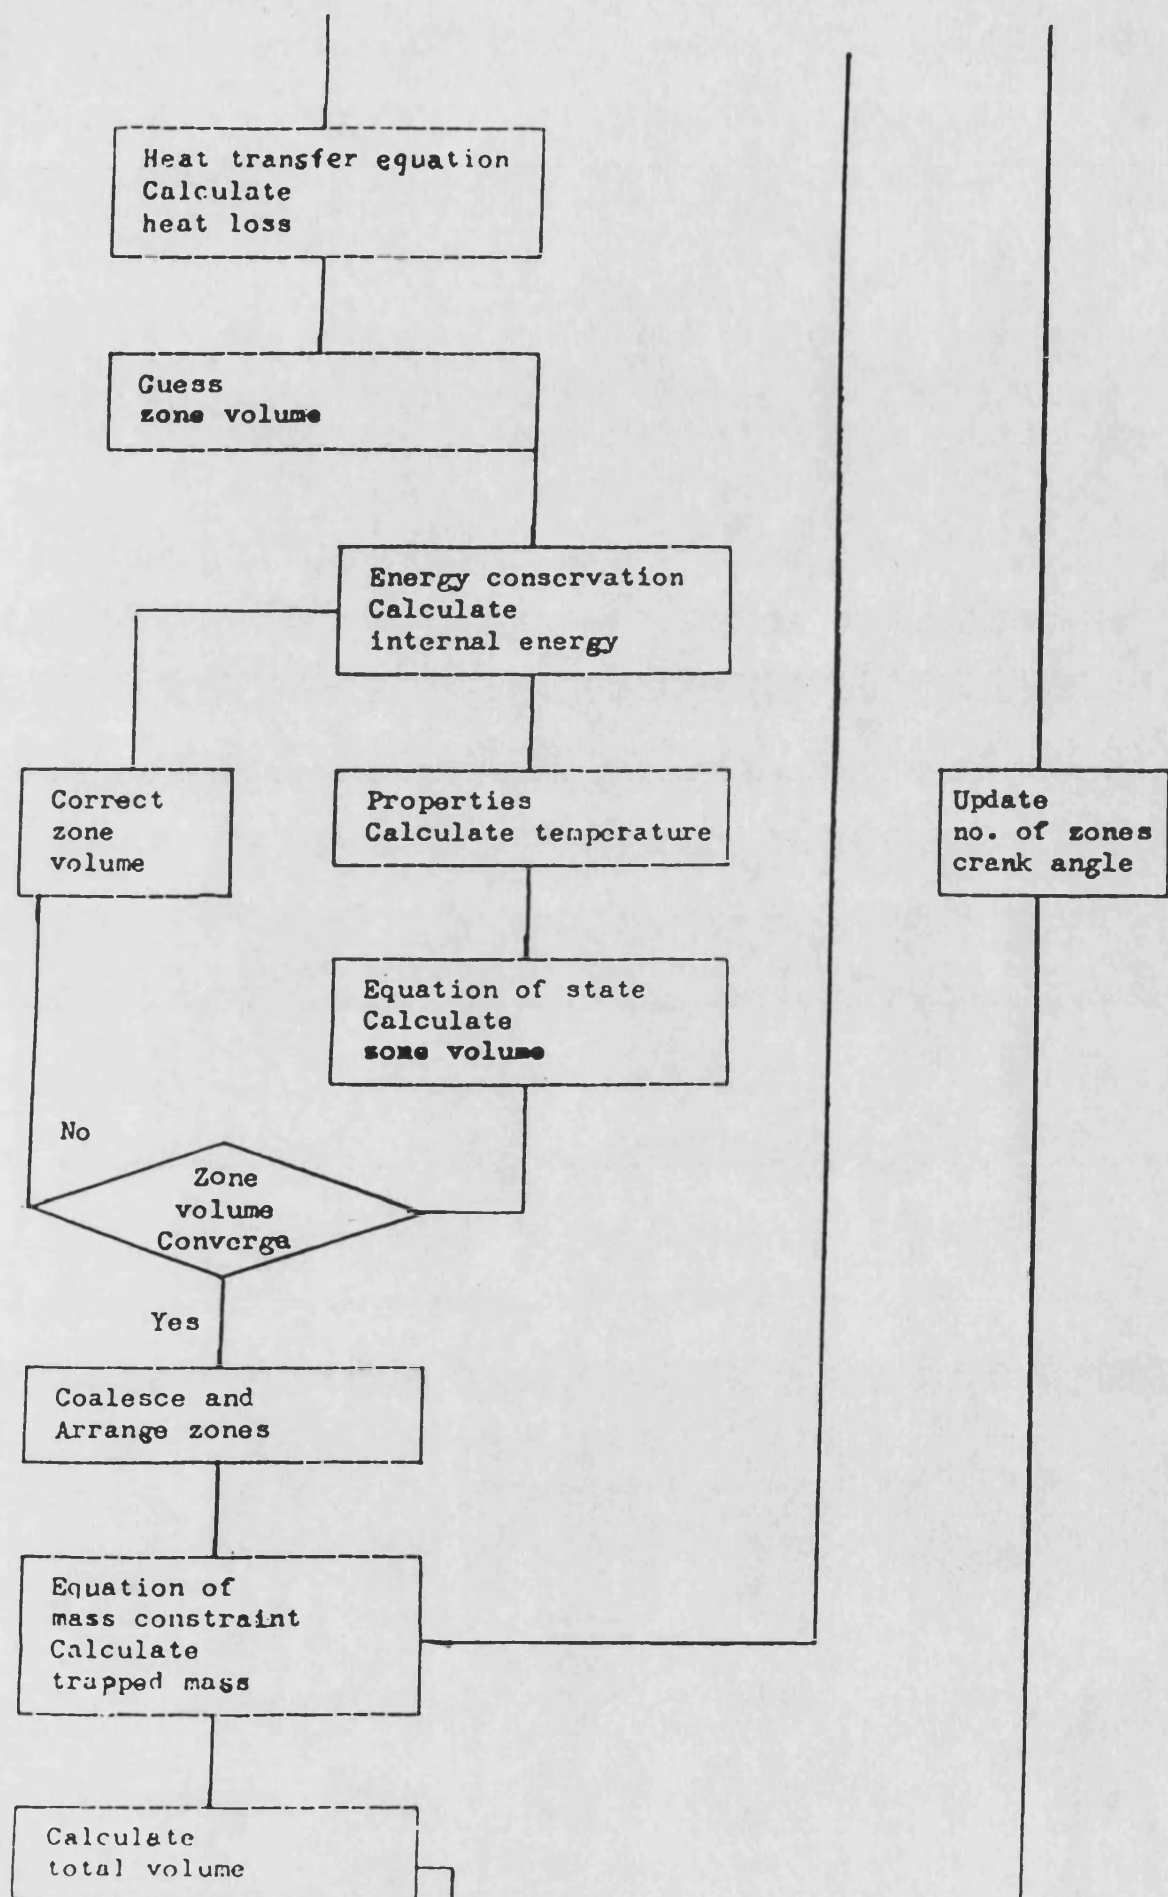 Heat transfer equation
Calculate
heat loss
Guess
zone volume
Energy conservation
Calculate
internal energy
Correct
zone
volume
Properties
Calculate temperature
Update
no. of zones
crank angle
Equation of state
Calculate
zone volume
No
Zone
volume
Converge
Yes
Coalesce and
Arrange zones
Equation of
mass constraint
Calculate
trapped mass
Calculate
total volume